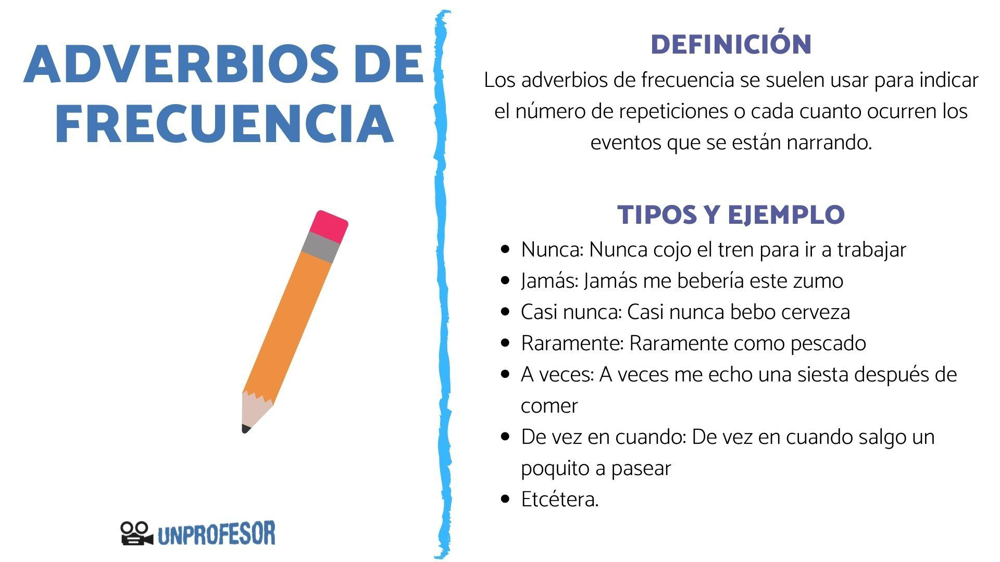 ADVERBIOS DE
FRECUENCIA
UNPROFESOR
DEFINICIÓN
Los adverbios de frecuencia se suelen usar para indicar
el número de repeticiones o cada cuanto ocurren los
eventos que se están narrando.
TIPOS Y EJEMPLO
• Nunca: Nunca cojo el tren para ir a trabajar
• Jamás: Jamás me bebería este zumo
• Casi nunca: Casi nunca bebo cerveza
• Raramente: Raramente como pescado
• A veces: A veces me echo una siesta después de
comer
• De vez en cuando: De vez en cuando salgo un
poquito a pasear
• Etcétera.